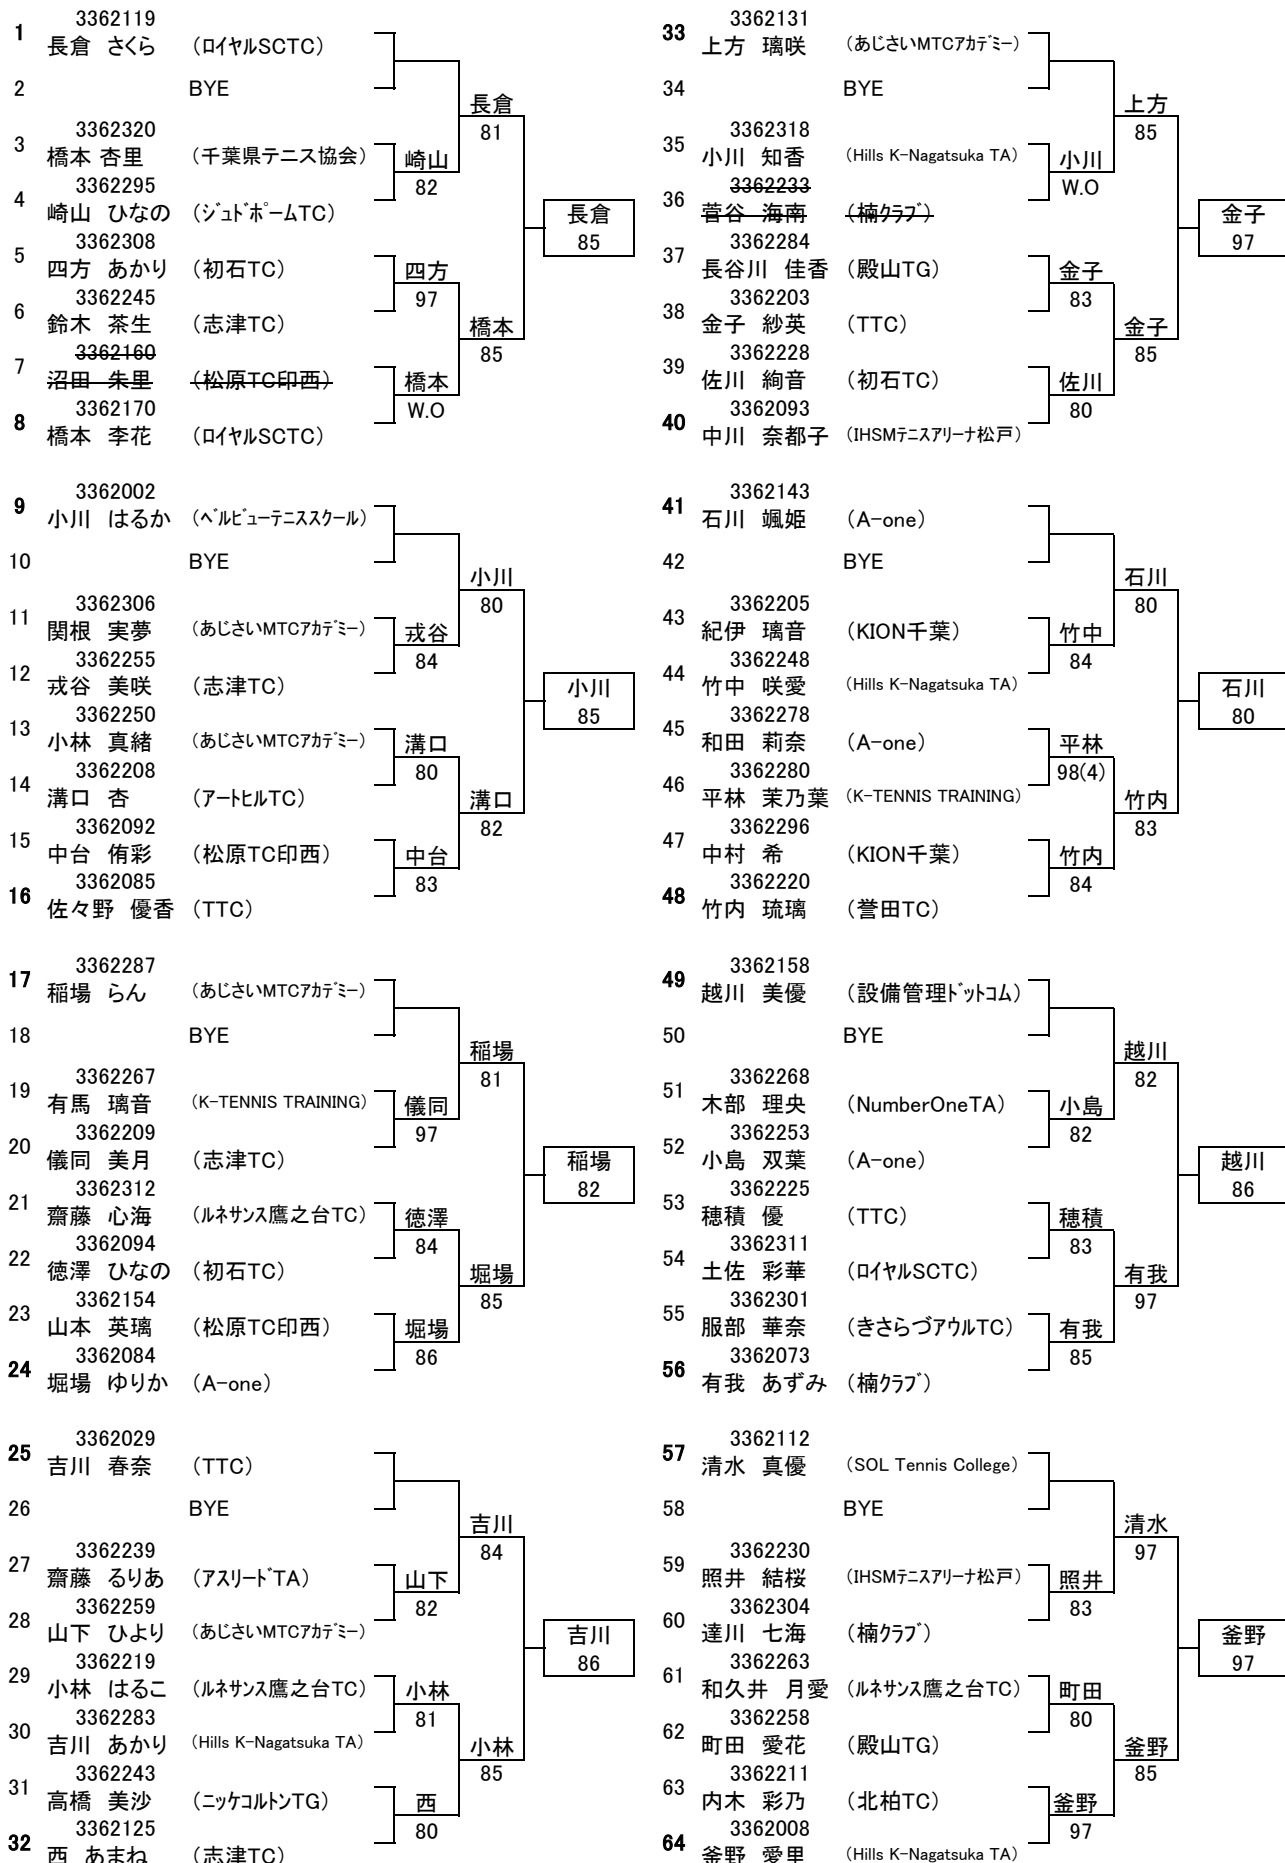 3362119
1 長倉 さくら (ロイヤルSCTC)
2 BYE
長倉
81
3362320
3 橋本 杏里 (千葉県テニス協会)
崎山
82
3362295
4 崎山 ひなの (ジュドポームTC)
長倉
85
3362308
5 四方 あかり (初石TC)
四方
97
3362245
6 鈴木 茶生 (志津TC)
橋本
85
3362160
7 沼田 朱里 (松原TC印西)
橋本
W.O
3362170
8 橋本 李花 (ロイヤルSCTC)
3362002
9 小川 はるか (ベルビューテニススクール)
10 BYE
小川
80
3362306
11 関根 実夢 (あじさいMTCアカデミー)
戎谷
84
3362255
12 戎谷 美咲 (志津TC)
小川
85
3362250
13 小林 真緒 (あじさいMTCアカデミー)
溝口
80
3362208
14 溝口 杏 (アートヒルTC)
溝口
82
3362092
15 中台 侑彩 (松原TC印西)
中台
83
3362085
16 佐々野 優香 (TTC)
3362287
17 稲場 らん (あじさいMTCアカデミー)
18 BYE
稲場
81
3362267
19 有馬 璃音 (K-TENNIS TRAINING)
儀同
97
3362209
20 儀同 美月 (志津TC)
稲場
82
3362312
21 齋藤 心海 (ルネサンス鷹之台TC)
徳澤
84
3362094
22 徳澤 ひなの (初石TC)
堀場
85
3362154
23 山本 英璃 (松原TC印西)
堀場
86
3362084
24 堀場 ゆりか (A-one)
3362029
25 吉川 春奈 (TTC)
26 BYE
吉川
84
3362239
27 齋藤 るりあ (アスリードTA)
山下
82
3362259
28 山下 ひより (あじさいMTCアカデミー)
吉川
86
3362219
29 小林 はるこ (ルネサンス鷹之台TC)
小林
81
3362283
30 吉川 あかり (Hills K-Nagatsuka TA)
小林
85
3362243
31 高橋 美沙 (ニッケコルトンTG)
西
80
3362125
32 西 あまね (志津TC)
3362131
33 上方 璃咲 (あじさいMTCアカデミー)
34 BYE
上方
85
3362318
35 小川 知香 (Hills K-Nagatsuka TA)
小川
W.O
3362233
36 菅谷 海南 (楠クラブ)
金子
97
3362284
37 長谷川 佳香 (殿山TG)
金子
83
3362203
38 金子 紗英 (TTC)
金子
85
3362228
39 佐川 絢音 (初石TC)
佐川
80
3362093
40 中川 奈都子 (IHSMテニスアリーナ松戸)
3362143
41 石川 颯姫 (A-one)
42 BYE
石川
80
3362205
43 紀伊 璃音 (KION千葉)
竹中
84
3362248
44 竹中 咲愛 (Hills K-Nagatsuka TA)
石川
80
3362278
45 和田 莉奈 (A-one)
平林
98(4)
3362280
46 平林 茉乃葉 (K-TENNIS TRAINING)
竹内
83
3362296
47 中村 希 (KION千葉)
竹内
84
3362220
48 竹内 琉璃 (誉田TC)
3362158
49 越川 美優 (設備管理ドットコム)
50 BYE
越川
82
3362268
51 木部 理央 (NumberOneTA)
小島
82
3362253
52 小島 双葉 (A-one)
越川
86
3362225
53 穂積 優 (TTC)
穂積
83
3362311
54 土佐 彩華 (ロイヤルSCTC)
有我
97
3362301
55 服部 華奈 (きさらづアウルTC)
有我
85
3362073
56 有我 あずみ (楠クラブ)
3362112
57 清水 真優 (SOL Tennis College)
58 BYE
清水
97
3362230
59 照井 結桜 (IHSMテニスアリーナ松戸)
照井
83
3362304
60 達川 七海 (楠クラブ)
釜野
97
3362263
61 和久井 月愛 (ルネサンス鷹之台TC)
町田
80
3362258
62 町田 愛花 (殿山TG)
釜野
85
3362211
63 内木 彩乃 (北柏TC)
釜野
97
3362008
64 釜野 愛里 (Hills K-Nagatsuka TA)